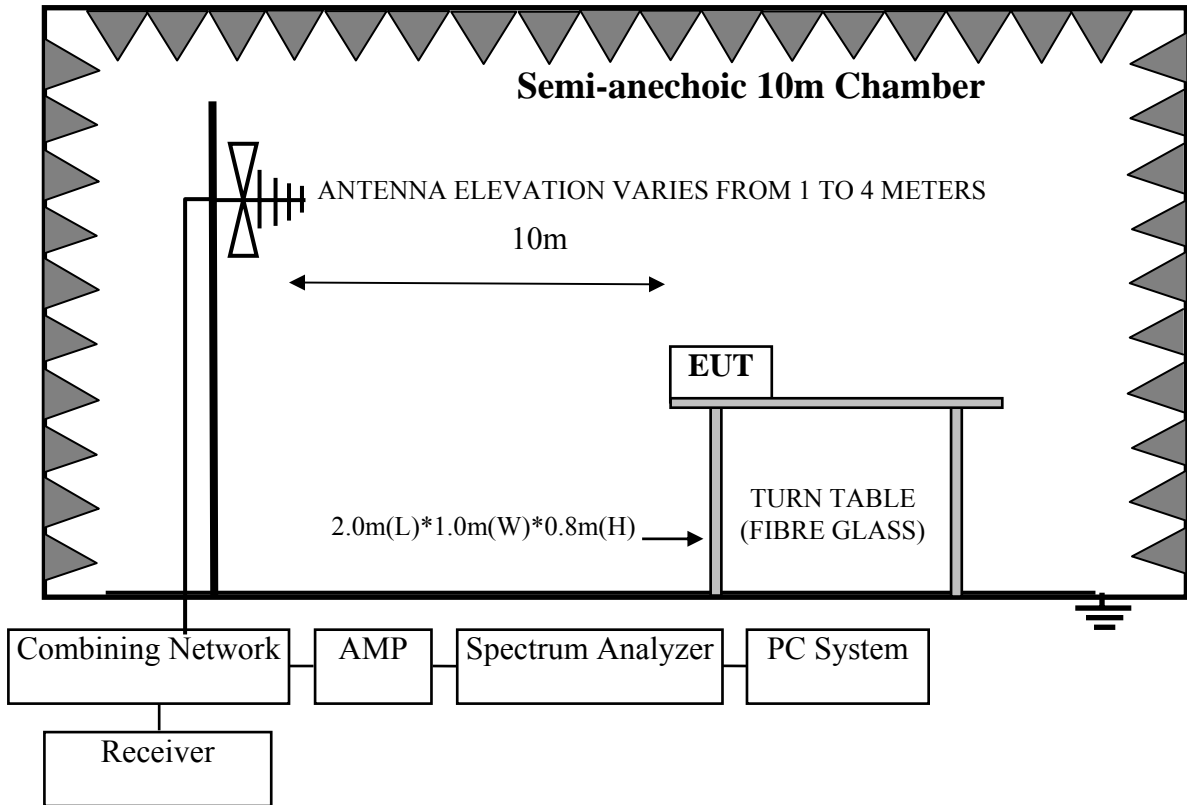 Semi-anechoic 10m Chamber
ANTENNA ELEVATION VARIES FROM 1 TO 4 METERS
10m
EUT
TURN TABLE
(FIBRE GLASS)
2.0m(L)*1.0m(W)*0.8m(H)
Combining Network
AMP
Spectrum Analyzer
PC System
Receiver